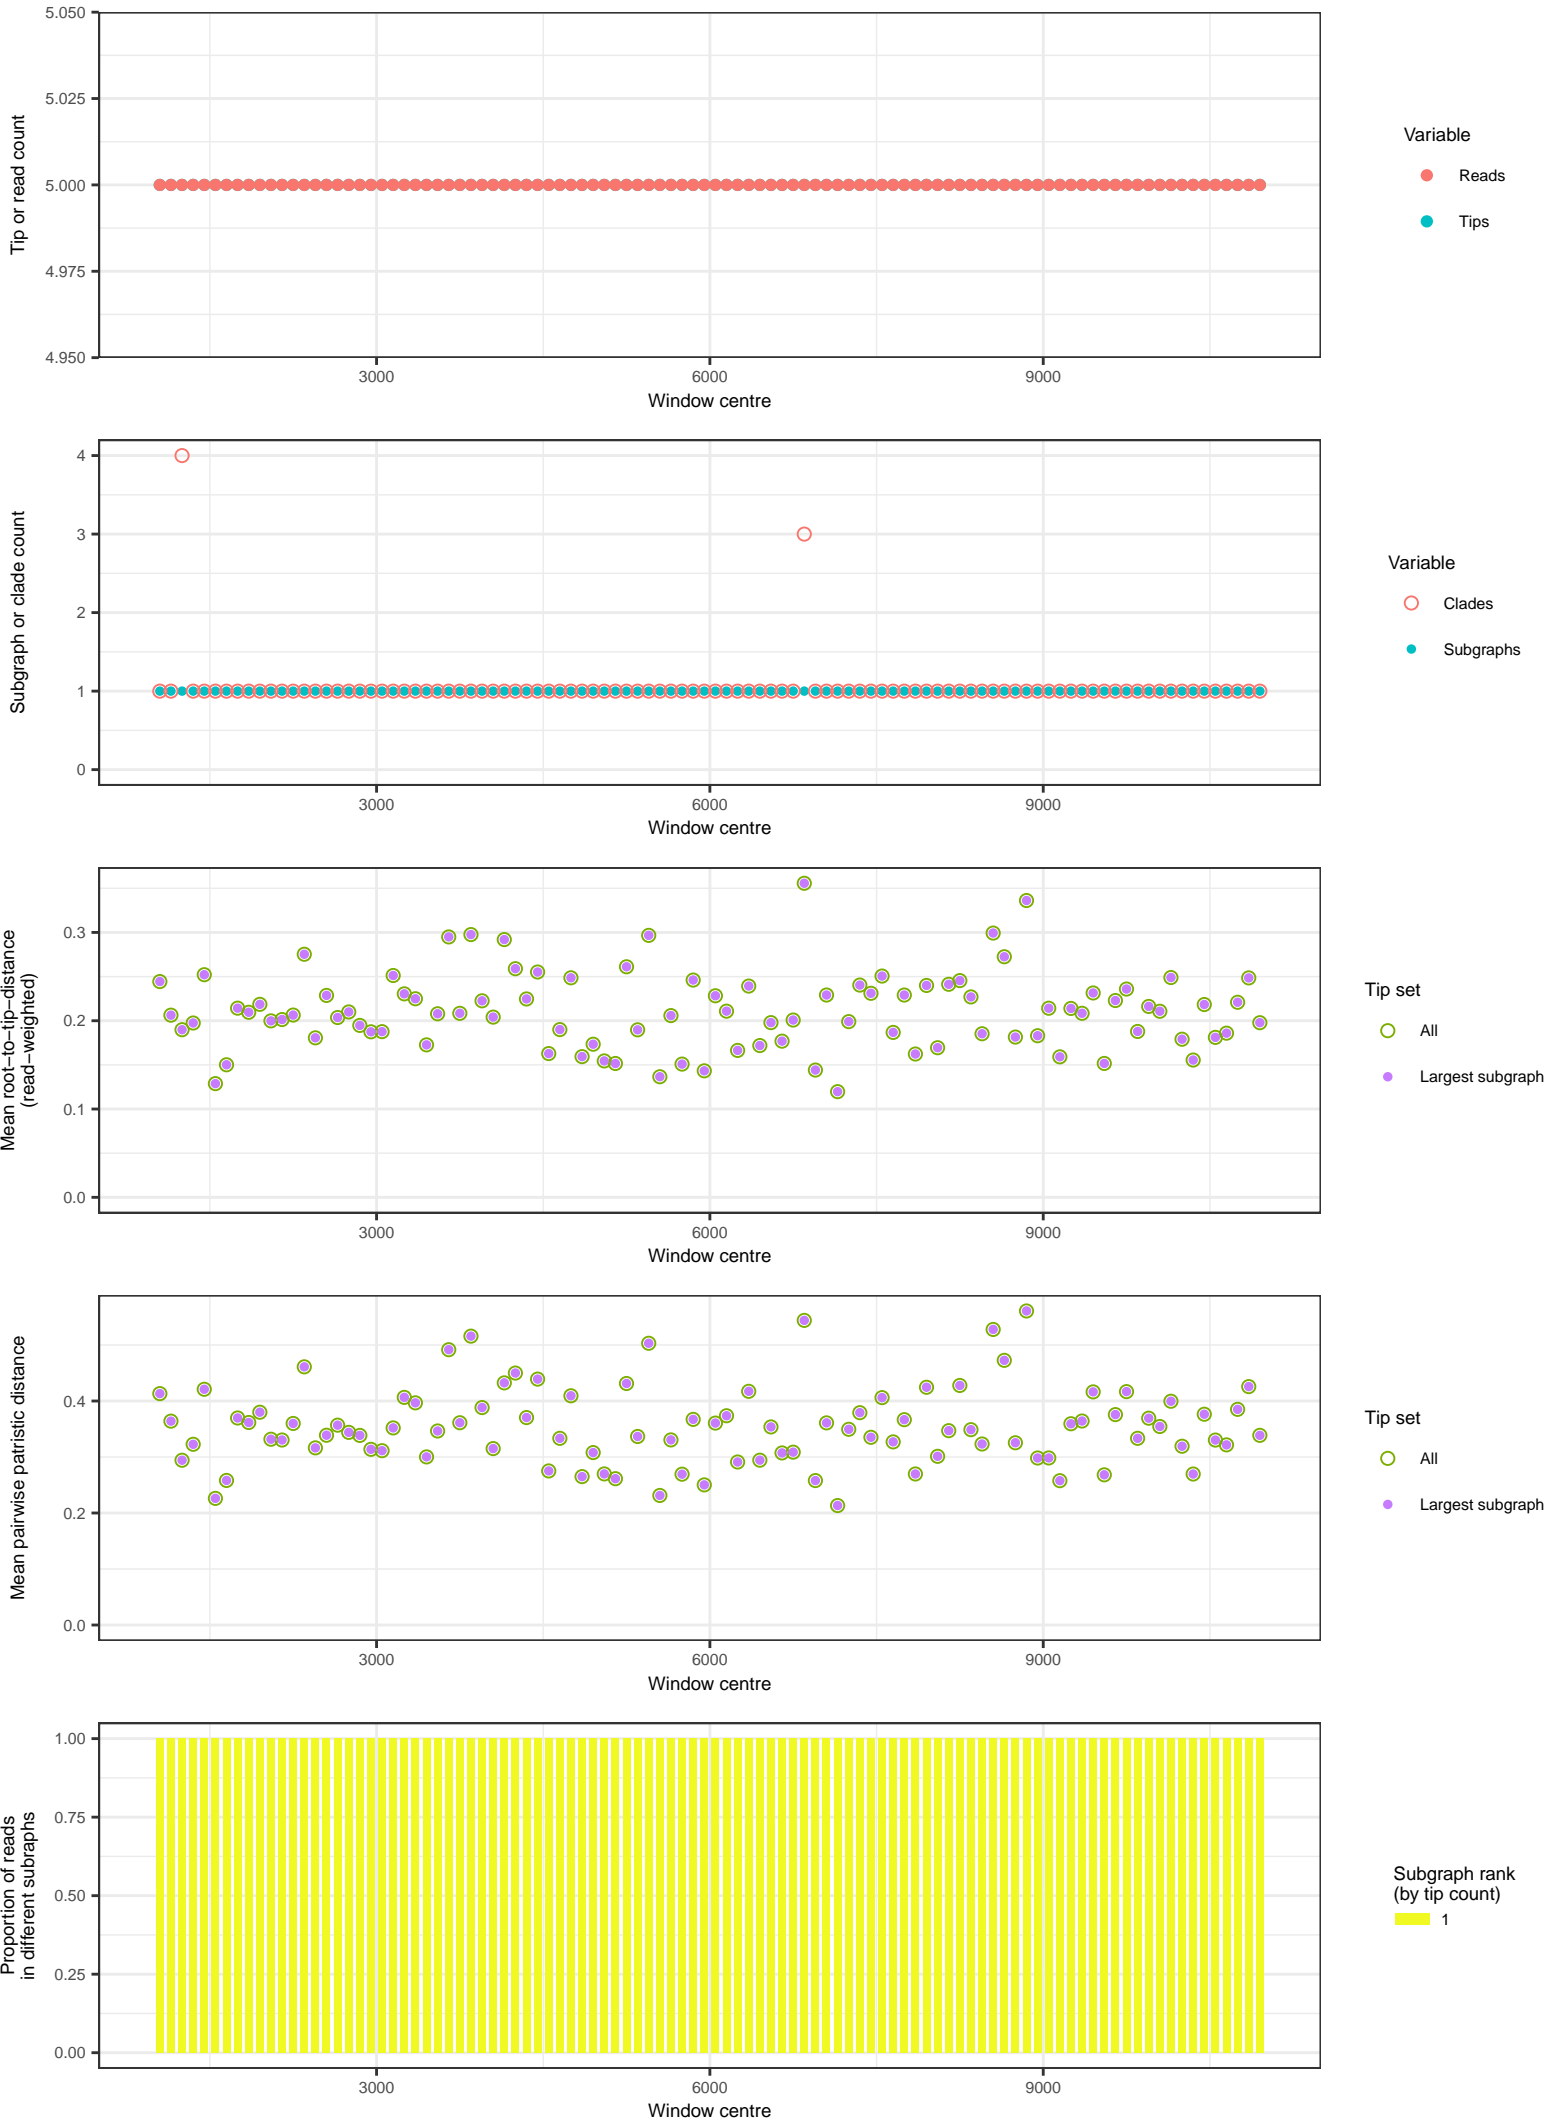 5.050
5.025
5.000
4.975
4.950
Tip or read count
3000
6000
9000
Window centre
Variable
Reads
Tips
4
3
2
1
0
Subgraph or clade count
3000
6000
9000
Window centre
Variable
Clades
Subgraphs
0.3
0.2
0.1
0.0
Mean root−to−tip−distance
(read−weighted)
3000
6000
9000
Window centre
Tip set
All
Largest subgraph
0.4
0.2
0.0
Mean pairwise patristic distance
3000
6000
9000
Window centre
Tip set
All
Largest subgraph
1.00
0.75
0.50
0.25
0.00
Proportion of reads
in different subraphs
3000
6000
9000
Window centre
Subgraph rank
(by tip count)
1